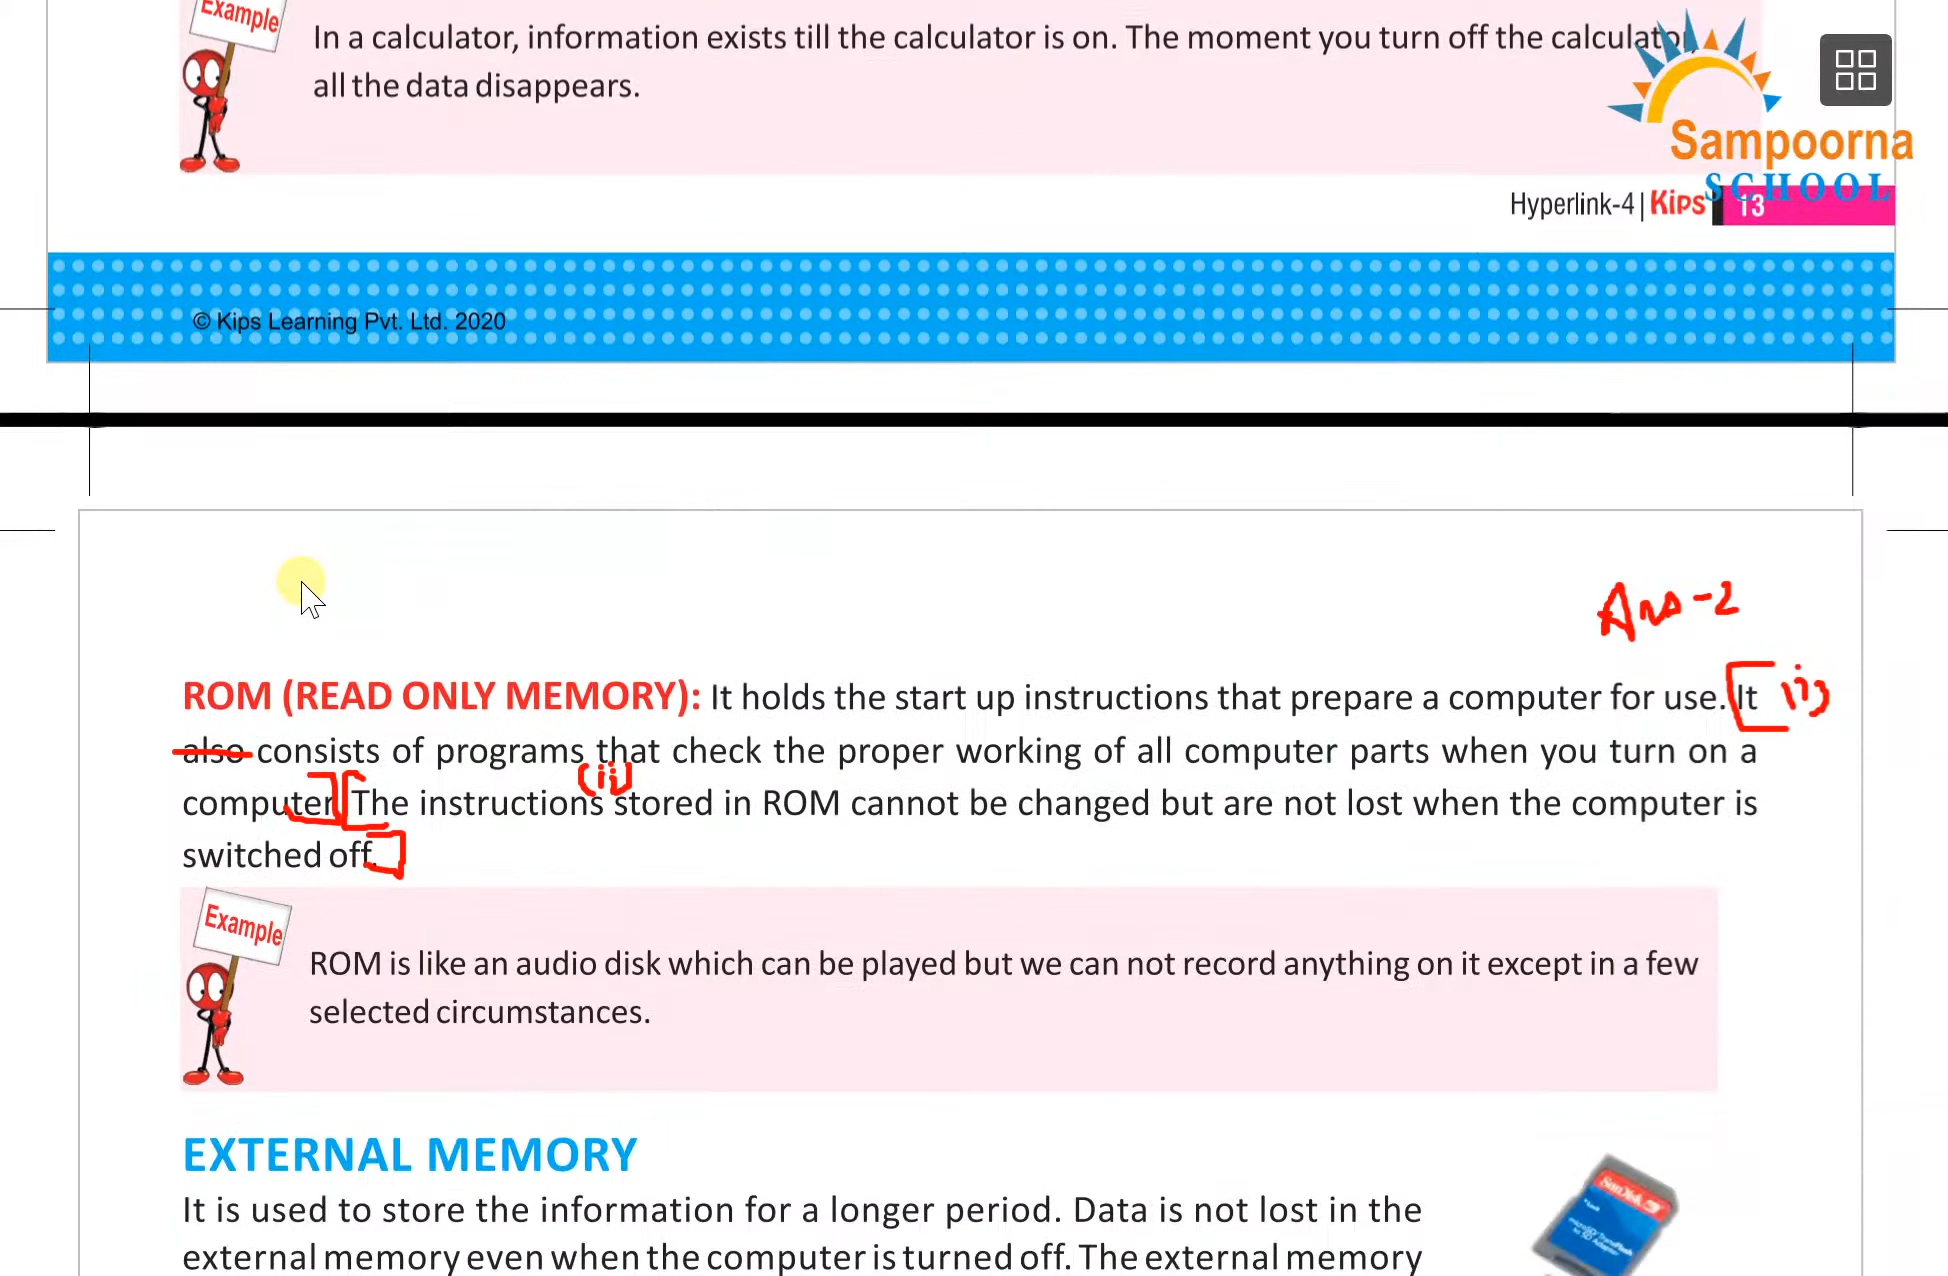 Example
In a calculator, information exists till the calculator is on. The moment you turn off the calculator,
all the data disappears.
Sampoorna
SCHOOL
Hyperlink-4 | Kips 13
© Kips Learning Pvt. Ltd. 2020
Ans-2
ROM (READ ONLY MEMORY): It holds the start up instructions that prepare a computer for use. It (i)
also consists of programs that check the proper working of all computer parts when you turn on a
(ii)
computer. The instructions stored in ROM cannot be changed but are not lost when the computer is
switched off.
Example
ROM is like an audio disk which can be played but we can not record anything on it except in a few
selected circumstances.
EXTERNAL MEMORY
It is used to store the information for a longer period. Data is not lost in the
external memory even when the computer is turned off. The external memory
SanDisk